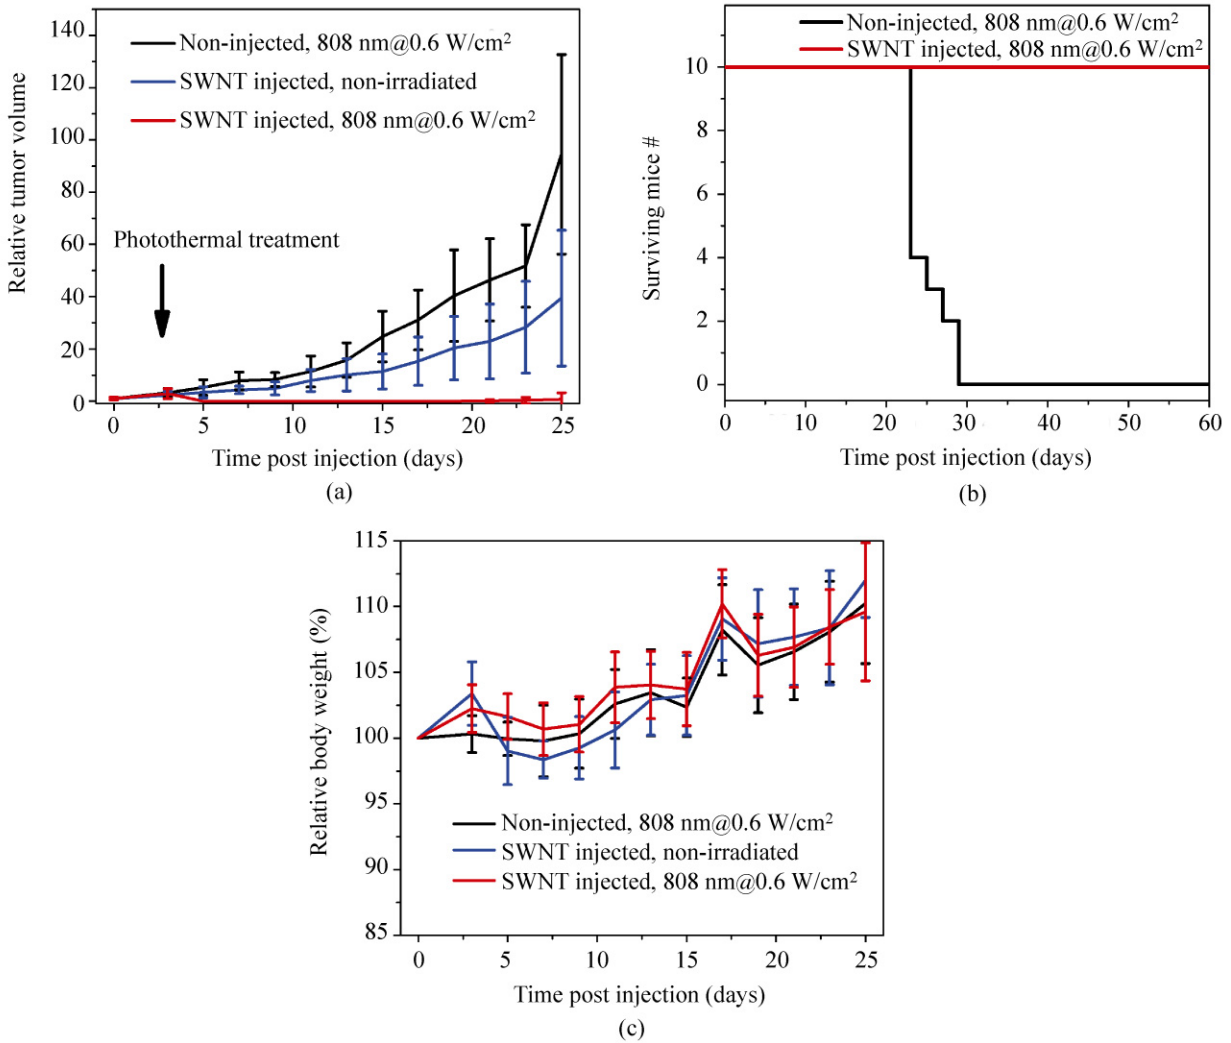 Relative tumor volume
140
120
100
80
60
40
20
0
Non-injected, 808 nm@0.6 W/cm²
SWNT injected, non-irradiated
SWNT injected, 808 nm@0.6 W/cm²
Photothermal treatment
0 5 10 15 20 25
Time post injection (days)
(a)
Surviving mice #
Non-injected, 808 nm@0.6 W/cm²
SWNT injected, 808 nm@0.6 W/cm²
10
8
6
4
2
0
0 10 20 30 40 50 60
Time post injection (days)
(b)
Relative body weight (%)
115
110
105
100
95
90
85
Non-injected, 808 nm@0.6 W/cm²
SWNT injected, non-irradiated
SWNT injected, 808 nm@0.6 W/cm²
0 5 10 15 20 25
Time post injection (days)
(c)